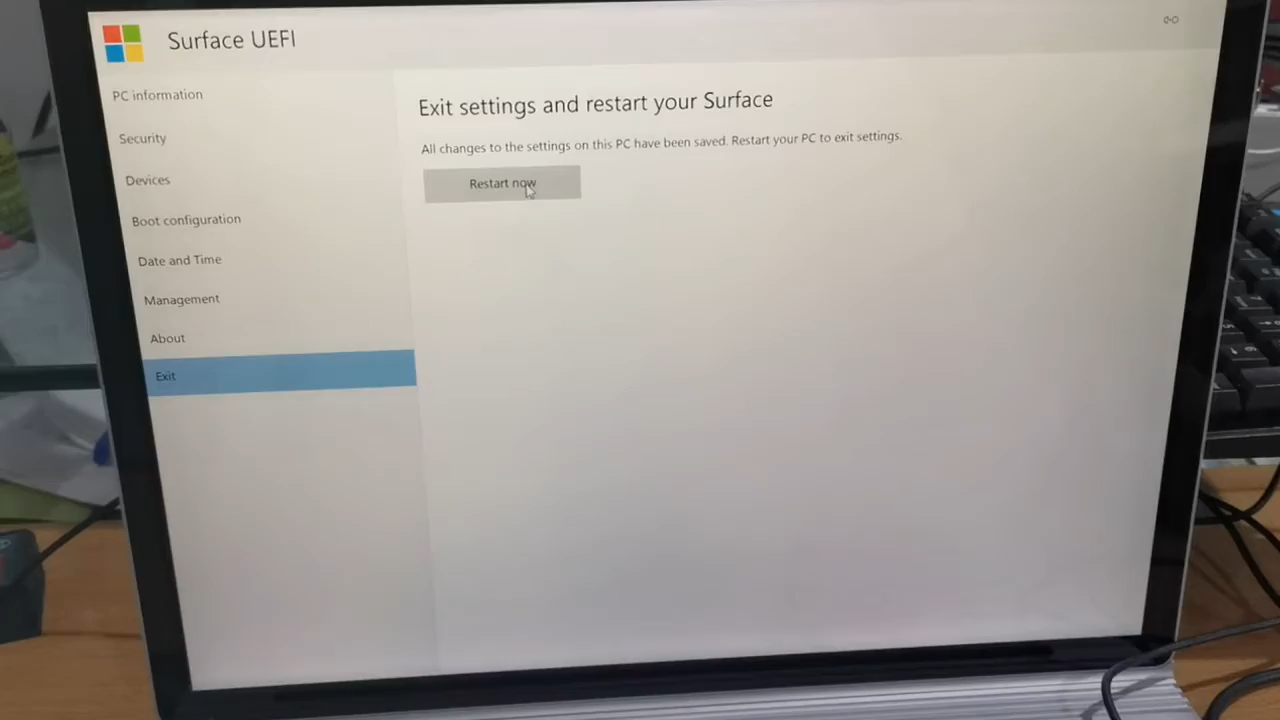 Surface UEFI
PC information
Security
Devices
Boot configuration
Date and Time
Management
About
Exit
Exit settings and restart your Surface
All changes to the settings on this PC have been saved. Restart your PC to exit settings.
Restart now